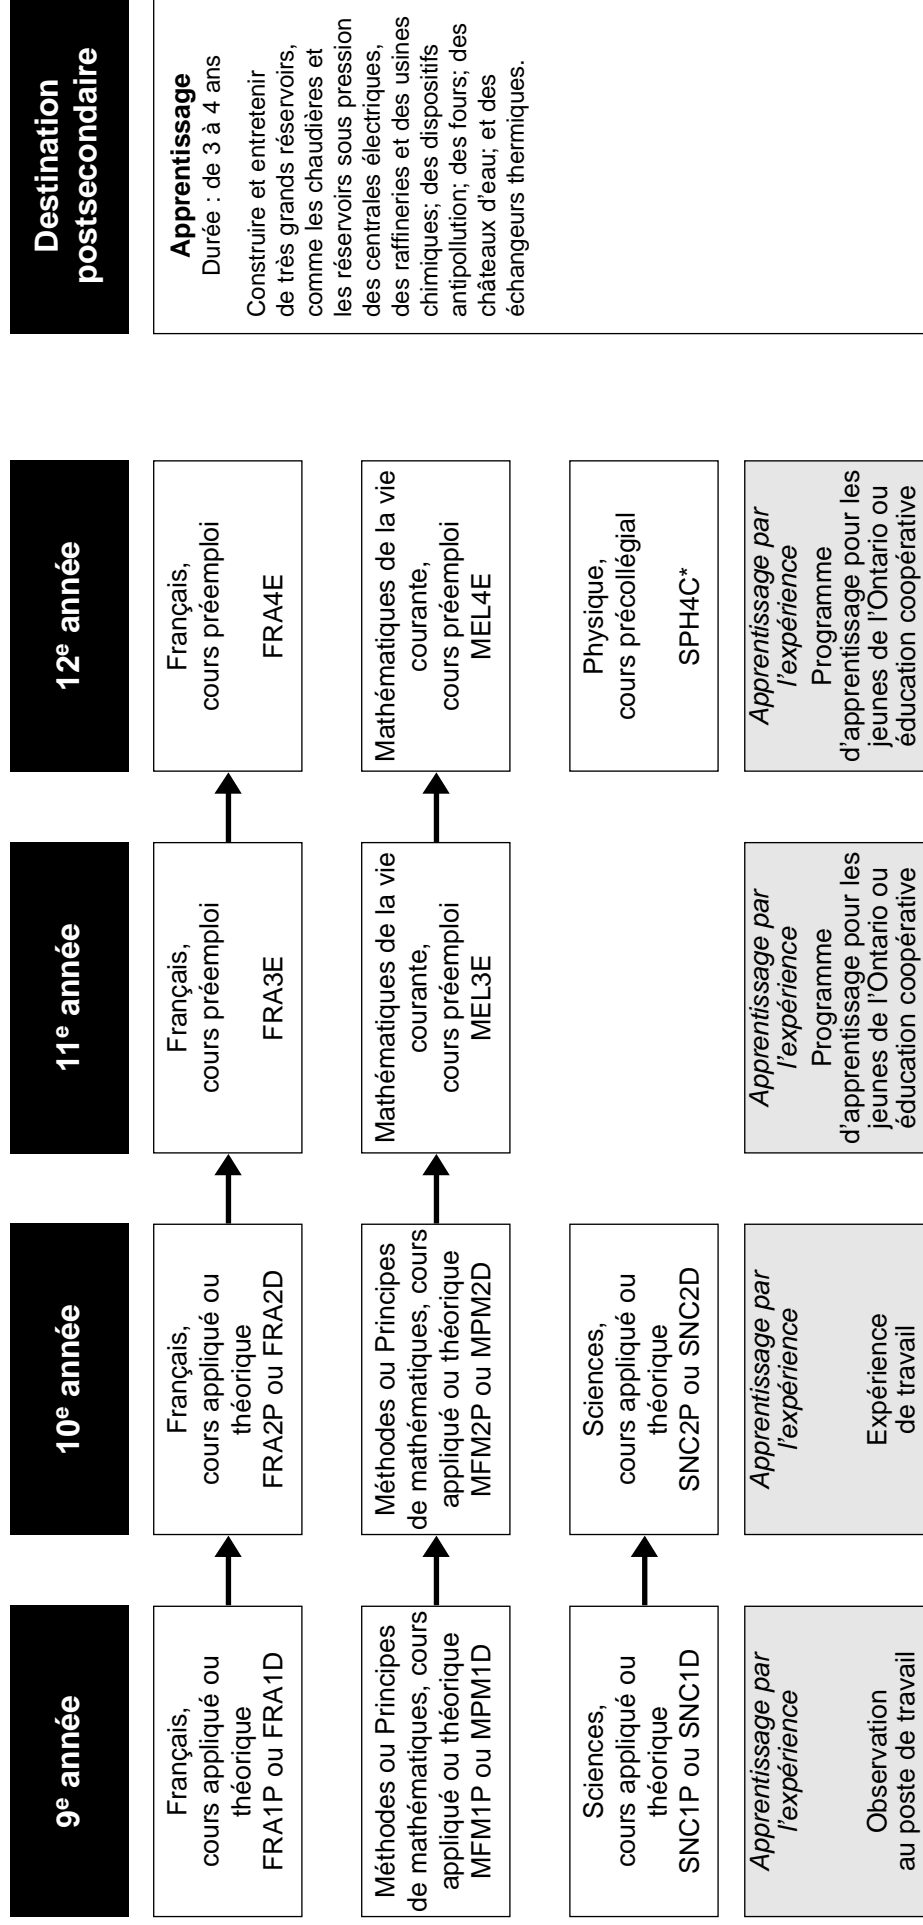 9e année
10e année
11e année
12e année
Destination
postsecondaire
Français,
cours appliqué ou
théorique
FRA1P ou FRA1D
Français,
cours appliqué ou
théorique
FRA2P ou FRA2D
Français,
cours préemploi
FRA3E
Français,
cours préemploi
FRA4E
Apprentissage
Durée : de 3 à 4 ans
Construire et entretenir
de très grands réservoirs,
comme les chaudières et
les réservoirs sous pression
des centrales électriques,
des raffineries et des usines
chimiques; des dispositifs
antipollution; des fours; des
châteaux d'eau; et des
échangeurs thermiques.
Méthodes ou Principes
de mathématiques, cours
appliqué ou théorique
MFM1P ou MPM1D
Méthodes ou Principes
de mathématiques, cours
appliqué ou théorique
MFM2P ou MPM2D
Mathématiques de la vie
courante,
cours préemploi
MEL3E
Mathématiques de la vie
courante,
cours préemploi
MEL4E
Sciences,
cours appliqué ou
théorique
SNC1P ou SNC1D
Sciences,
cours appliqué ou
théorique
SNC2P ou SNC2D
Physique,
cours précollégial
SPH4C*
Apprentissage par
l'expérience
Observation
au poste de travail
Apprentissage par
l'expérience
Expérience
de travail
Apprentissage par
l'expérience
Programme
d'apprentissage pour les
jeunes de l'Ontario ou
éducation coopérative
Apprentissage par
l'expérience
Programme
d'apprentissage pour les
jeunes de l'Ontario ou
éducation coopérative